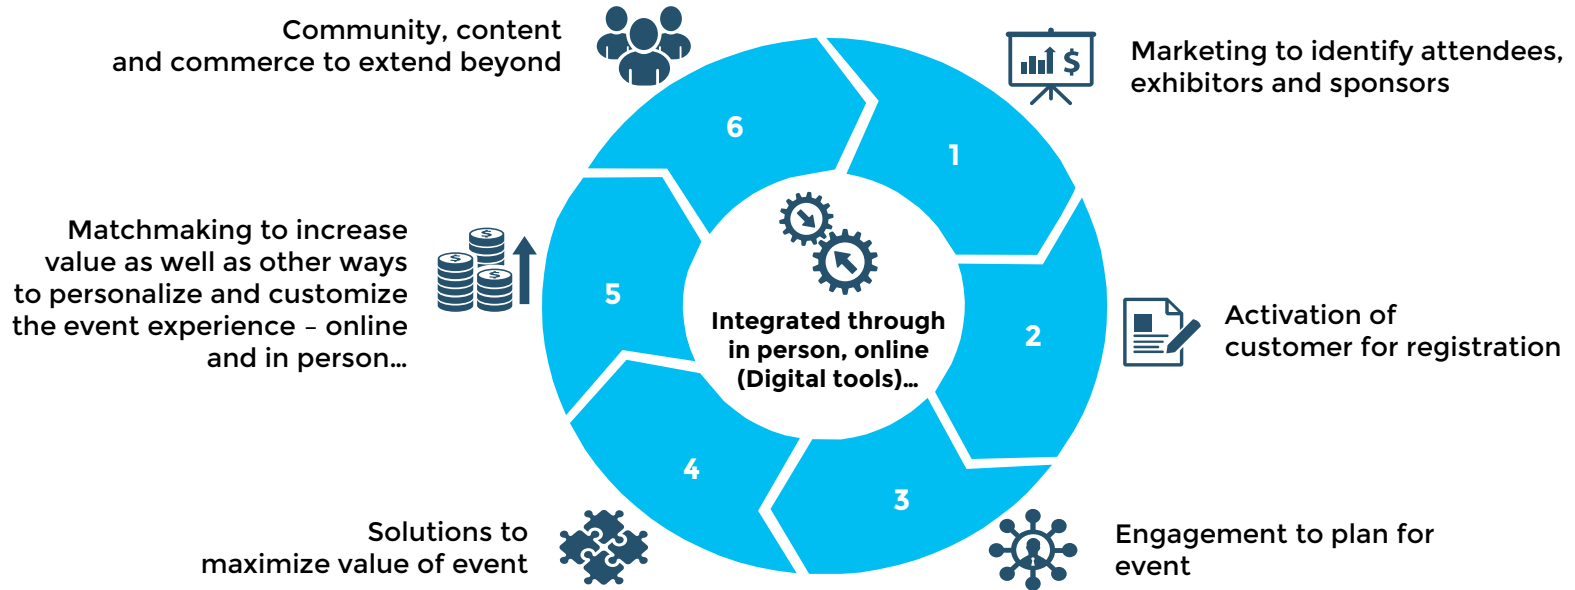 Community, content
and commerce to extend beyond
Marketing to identify attendees,
exhibitors and sponsors
6
1
$
Matchmaking to increase
value as well as other ways
to personalize and customize
the event experience – online
and in person...
$
$
$
5
Integrated through
in person, online
(Digital tools)...
2
Activation of
customer for registration
4
3
Solutions to
maximize value of event
Engagement to plan for
event